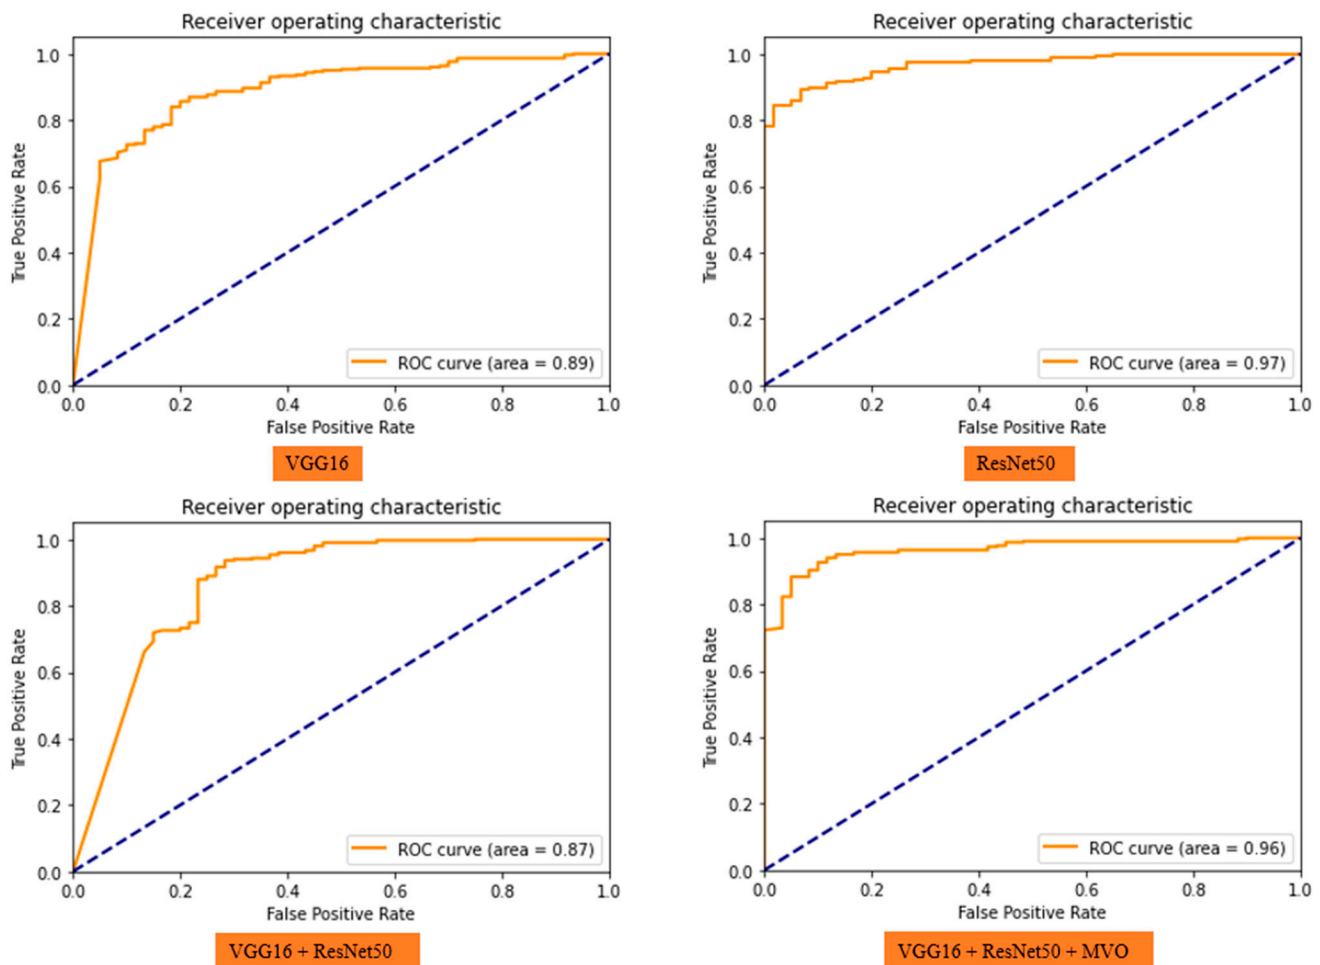 Receiver operating characteristic
1.0
0.8
0.6
0.4
0.2
0.0
True Positive Rate
ROC curve (area = 0.89)
0.0 0.2 0.4 0.6 0.8 1.0
False Positive Rate
VGG16
Receiver operating characteristic
1.0
0.8
0.6
0.4
0.2
0.0
True Positive Rate
ROC curve (area = 0.97)
0.0 0.2 0.4 0.6 0.8 1.0
False Positive Rate
ResNet50
Receiver operating characteristic
1.0
0.8
0.6
0.4
0.2
0.0
True Positive Rate
ROC curve (area = 0.87)
0.0 0.2 0.4 0.6 0.8 1.0
False Positive Rate
VGG16 + ResNet50
Receiver operating characteristic
1.0
0.8
0.6
0.4
0.2
0.0
True Positive Rate
ROC curve (area = 0.96)
0.0 0.2 0.4 0.6 0.8 1.0
False Positive Rate
VGG16 + ResNet50 + MVO